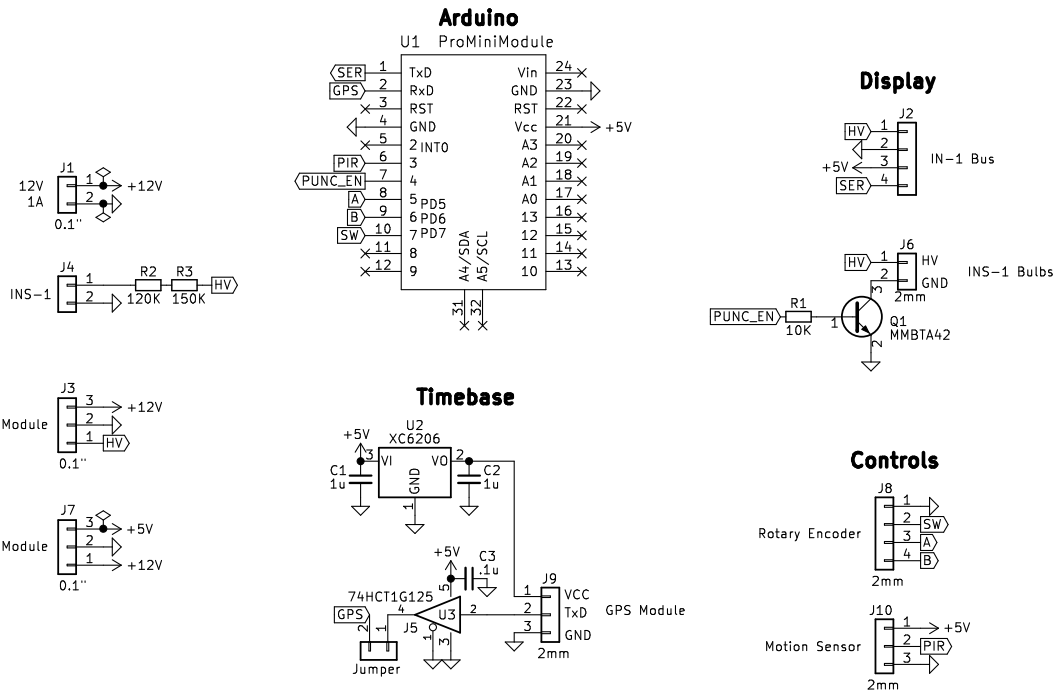 Arduino
U1 ProMiniModule
SER 1 TxD Vin 24
GPS 2 RxD GND 23
3 RST RST 22
4 GND Vcc 21 +5V
5 2 INT0 A3 20
PIR 6 3 A2 19
PUNC_EN 7 4 A1 18
A 8 5 PD5 A0 17
B 9 6 PD6 13 16
SW 10 7 PD7 12 15
11 8 11 14
12 9 10 13
A4/SDA A5/SCL
31 32
Display
J2
HV 1
2
+5V 3
SER 4
IN-1 Bus
J6
HV 1 HV
2 GND
2mm
INS-1 Bulbs
PUNC_EN R1 10K 1 3 2
Q1
MMBTA42
J1
12V 1 +12V
1A 2
0.1"
J4
INS-1
1 R2 R3 HV
2 120K 150K
J3
3 +12V
Module 2
1 HV
0.1"
J7
3 +5V
Module 2
1 +12V
0.1"
Timebase
U2
XC6206
+5V
3 VI VO 2
C1 1u
GND
1
C2 1u
+5V
C3
.1u
5
74HCT1G125
GPS 4 U3 2
J5 1 3
2 1
Jumper
J9
1 VCC
2 TxD
3 GND
2mm
GPS Module
Controls
J8
1
2 SW
Rotary Encoder
3 A
4 B
2mm
J10
1 +5V
Motion Sensor 2 PIR
3
2mm